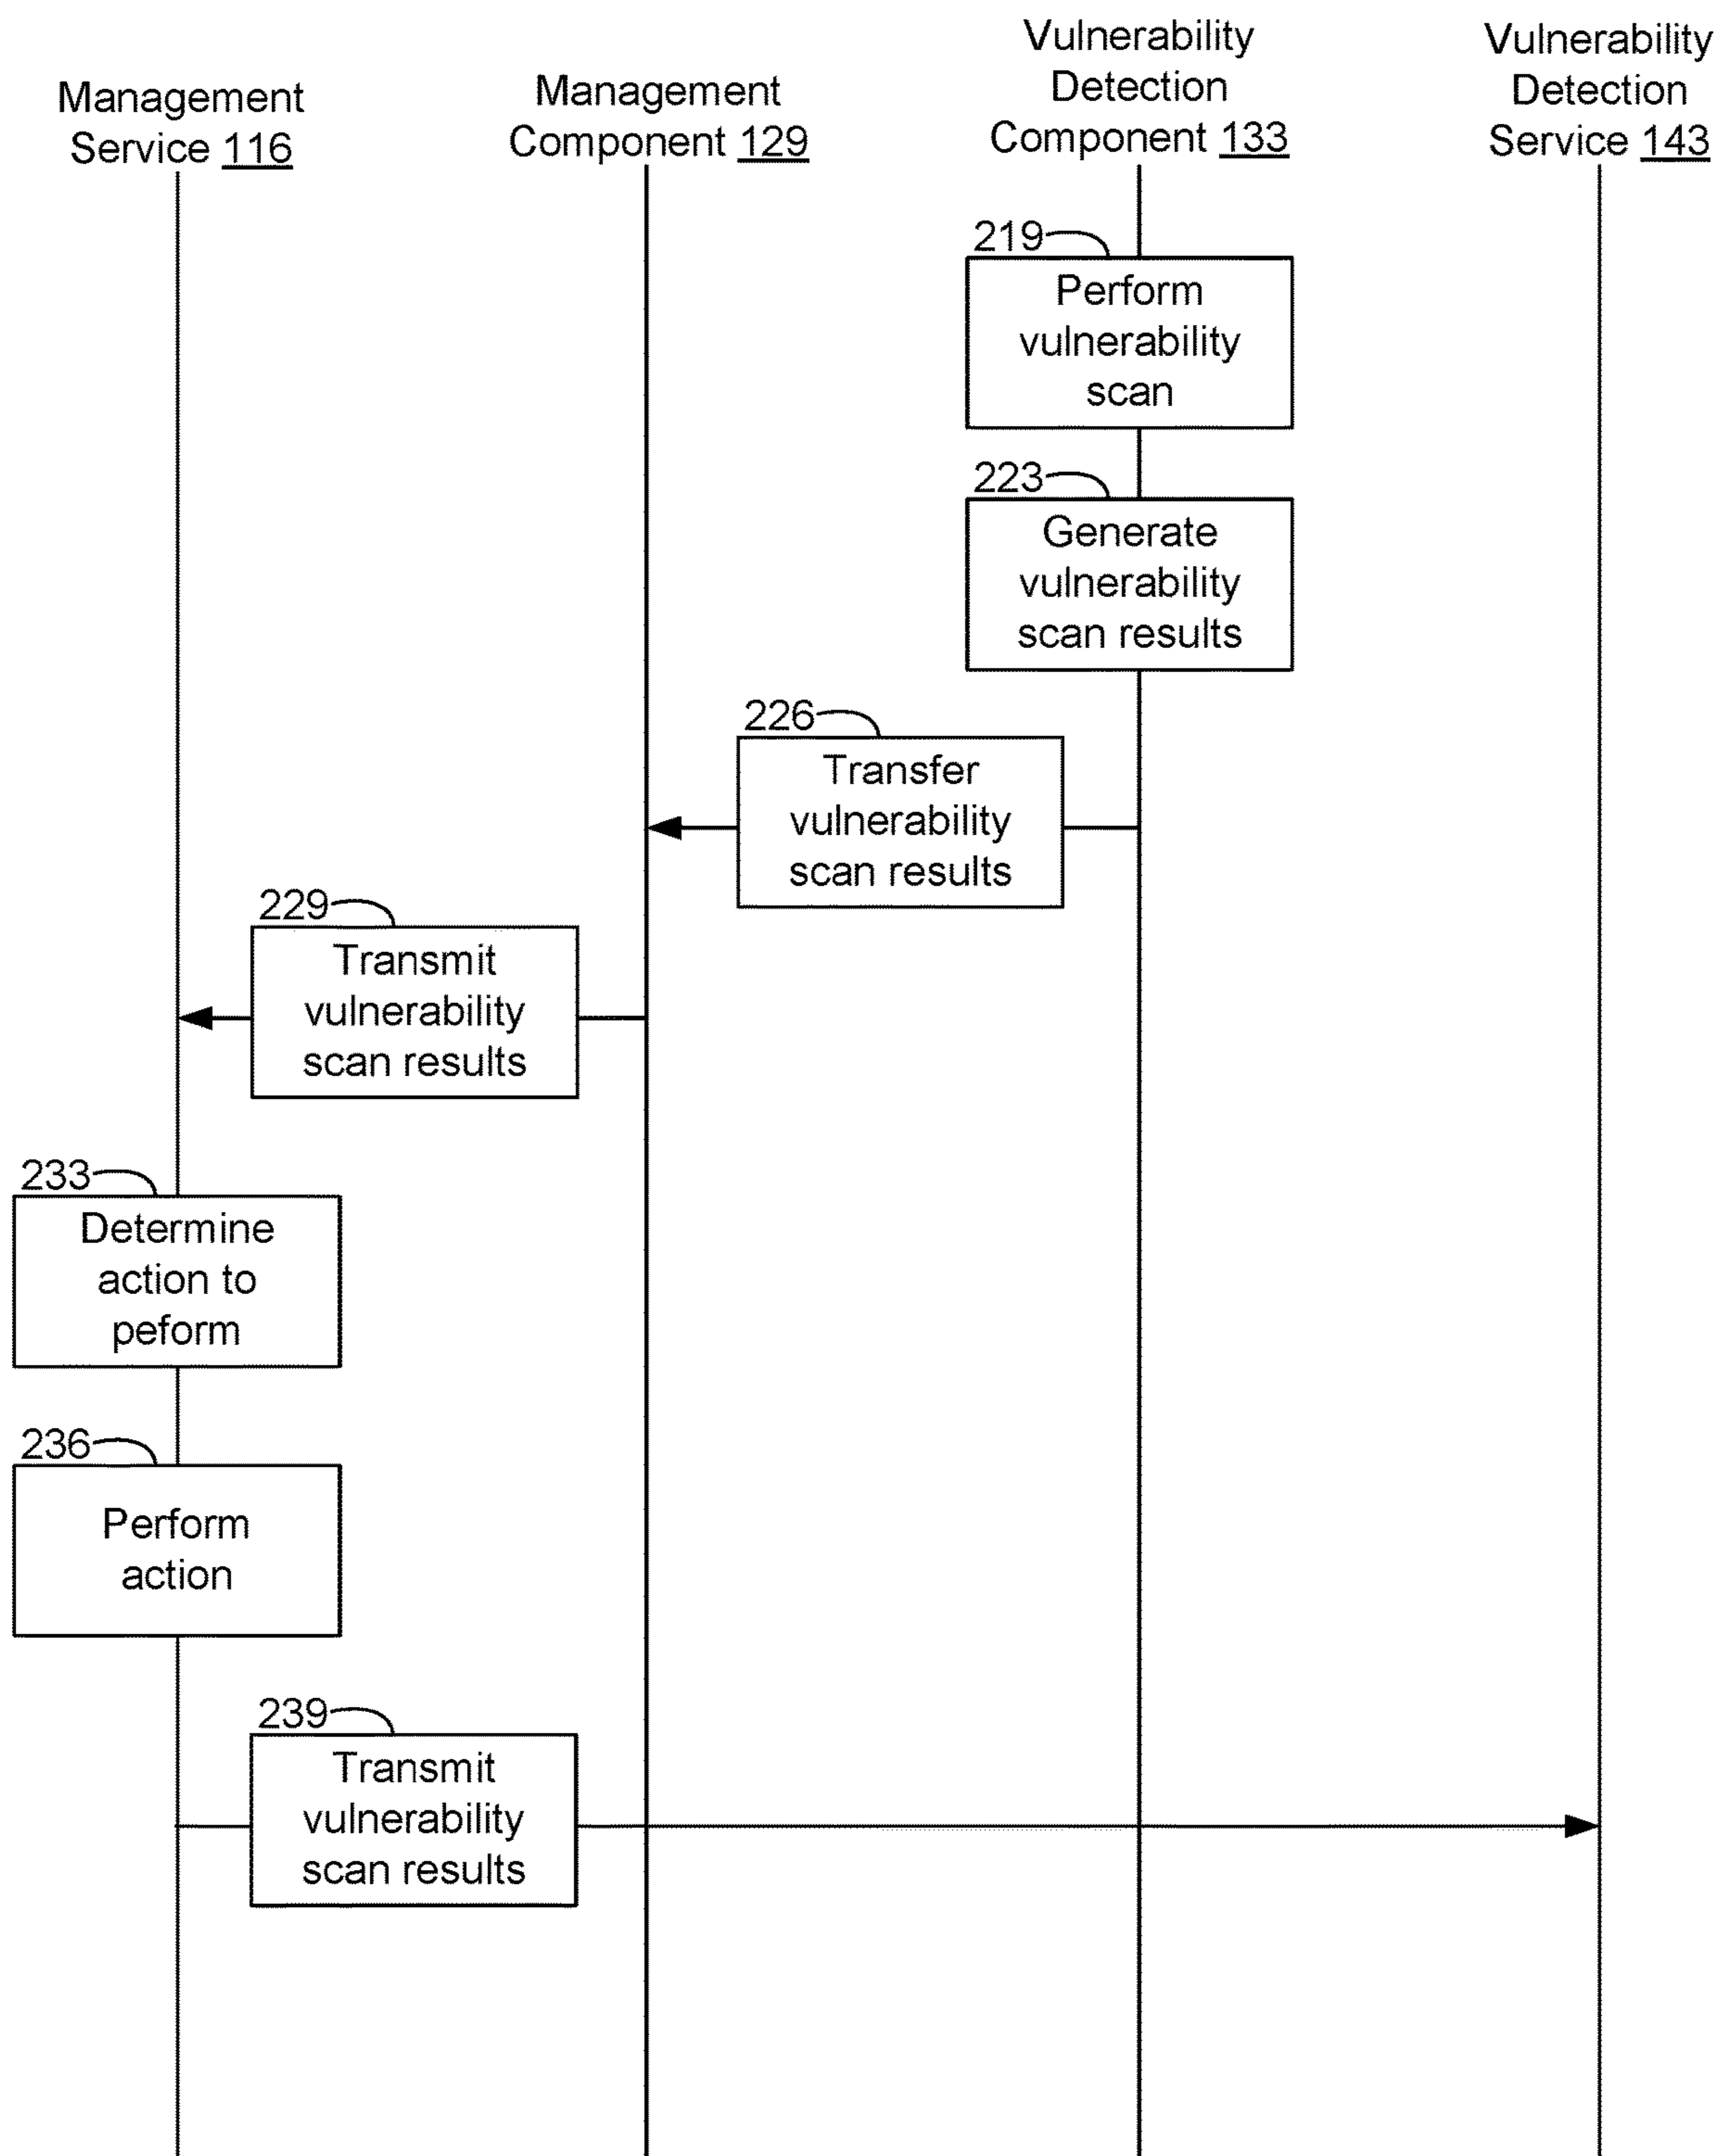 Management
Service 116
Management
Component 129
Vulnerability
Detection
Component 133
Vulnerability
Detection
Service 143
219
Perform
vulnerability
scan
223
Generate
vulnerability
scan results
226
Transfer
vulnerability
scan results
229
Transmit
vulnerability
scan results
233
Determine
action to
peform
236
Perform
action
239
Transmit
vulnerability
scan results